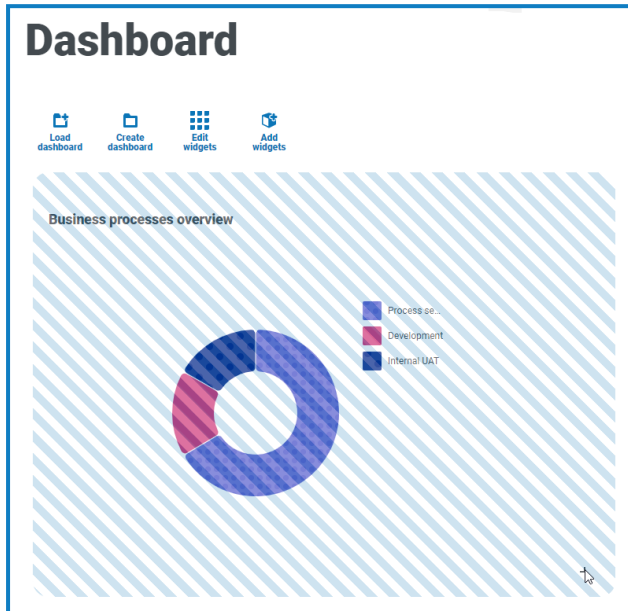 Dashboard
Load
dashboard
Create
dashboard
Edit
widgets
Add
widgets
Business processes overview
Process se...
Development
Internal UAT